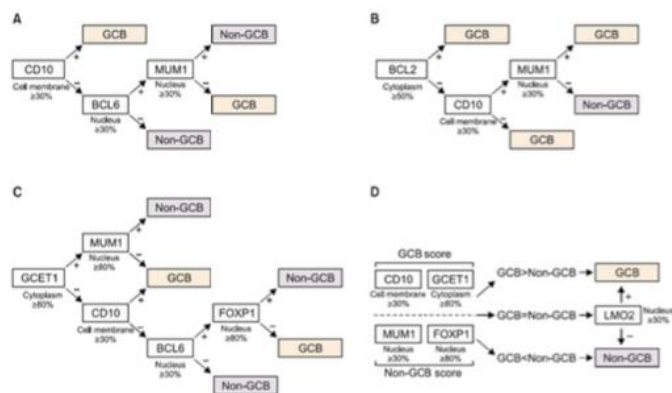 A
GCB
Non-GCB
CD10
+
+
MUM1
Cell membrane
≥30%
−
Nucleus
≥30%
BCL6
+
−
Nucleus
≥30%
GCB
−
Non-GCB
B
GCB
GCB
BCL2
+
+
MUM1
Cytoplasm
≥50%
−
Nucleus
≥30%
CD10
+
−
Cell membrane
≥30%
Non-GCB
−
GCB
C
Non-GCB
MUM1
+
Nucleus
≥80%
+
−
GCET1
GCB
Non-GCB
Cytoplasm
≥80%
−
CD10
+
FOXP1
+
Cell membrane
≥30%
−
Nucleus
≥80%
BCL6
+
−
Nucleus
≥30%
GCB
−
Non-GCB
D
GCB score
CD10 GCET1
Cell membrane
≥30%
Cytoplasm
≥80%
GCB>Non-GCB
GCB
+
GCB=Non-GCB
LMO2
Nucleus
≥30%
MUM1 FOXP1
Nucleus
≥30%
Nucleus
≥80%
−
GCB<Non-GCB
Non-GCB
Non-GCB score